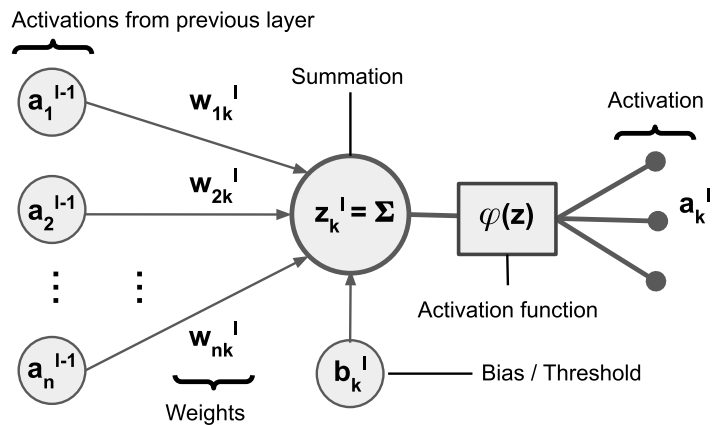 Activations from previous layer
Summation
Activation
a₁ˡ⁻¹
w₁ₖˡ
a₂ˡ⁻¹
w₂ₖˡ
zₖˡ = Σ
φ(z)
aₖˡ
⋮ ⋮
Activation function
aₙˡ⁻¹
wₙₖˡ
bₖˡ
Bias / Threshold
Weights